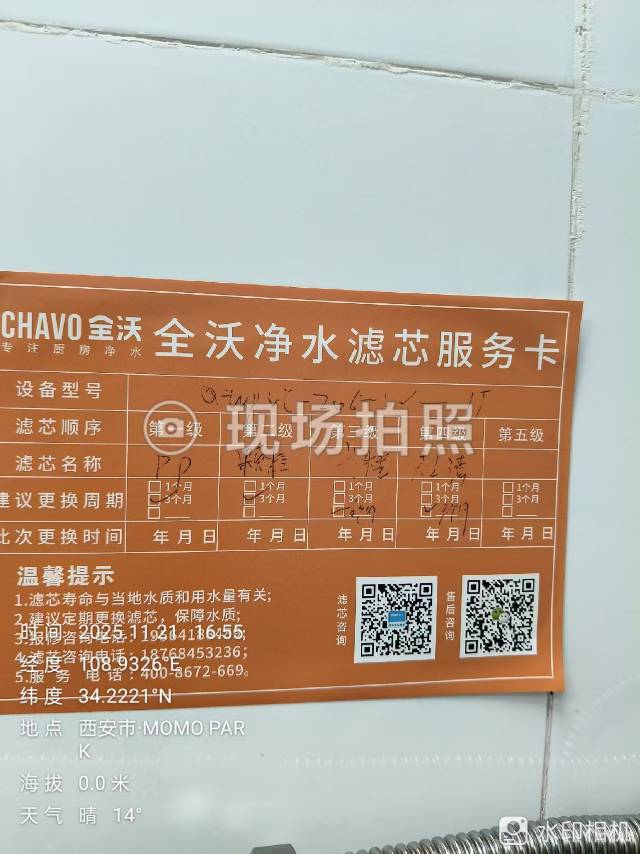 CHAVO 全沃
专注厨房净水
全沃净水滤芯服务卡
设备型号
滤芯顺序 第一级 第二级 第三级 第四级 第五级
现场拍照
滤芯名称 PP
建议更换周期 1个月 1个月 1个月 1个月 1个月
3个月 3个月 3个月 3个月 3个月
此次更换时间 年 月 日 年 月 日 年 月 日 年 月 日 年 月 日
温馨提示
1.滤芯寿命与当地水质和用水量有关;
2.建议定期更换滤芯，保障水质;
4.滤芯咨询电话：18768453236;
5.服务电话：400-8672-669。
滤芯咨询
售后咨询
时间 2025.11.21 16:55
经度 108.9326°E
纬度 34.2221°N
地点 西安市·MOMO PAR
K
海拔 0.0 米
天气 晴 14°
水印相机